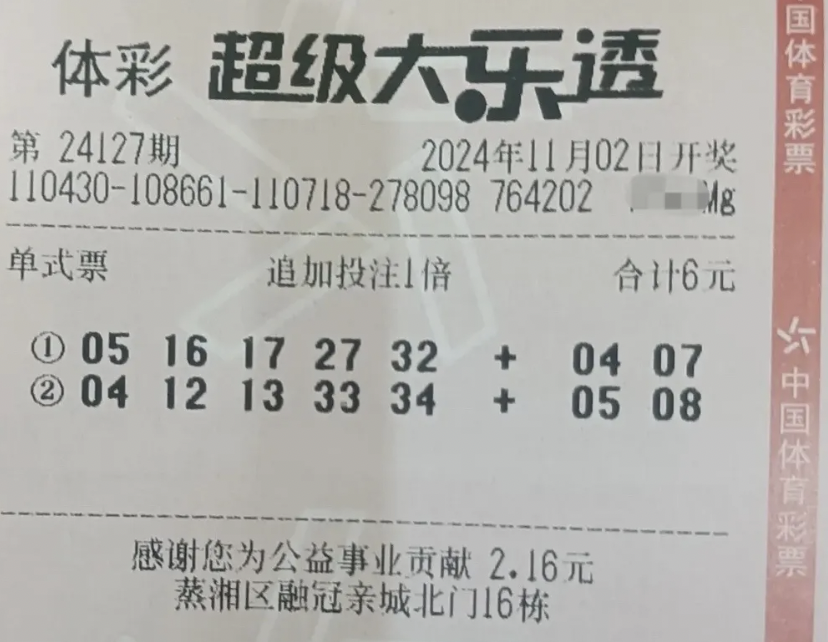 体彩 超级大乐透
第 24127期 2024年11月02日开奖
110430-108661-110718-278098 764202 Mg
单式票 追加投注1倍 合计6元
① 05 16 17 27 32 + 04 07
② 04 12 13 33 34 + 05 08
感谢您为公益事业贡献 2.16元
蒸湘区融冠亲城北门16栋
国体育彩票
中国体育彩票